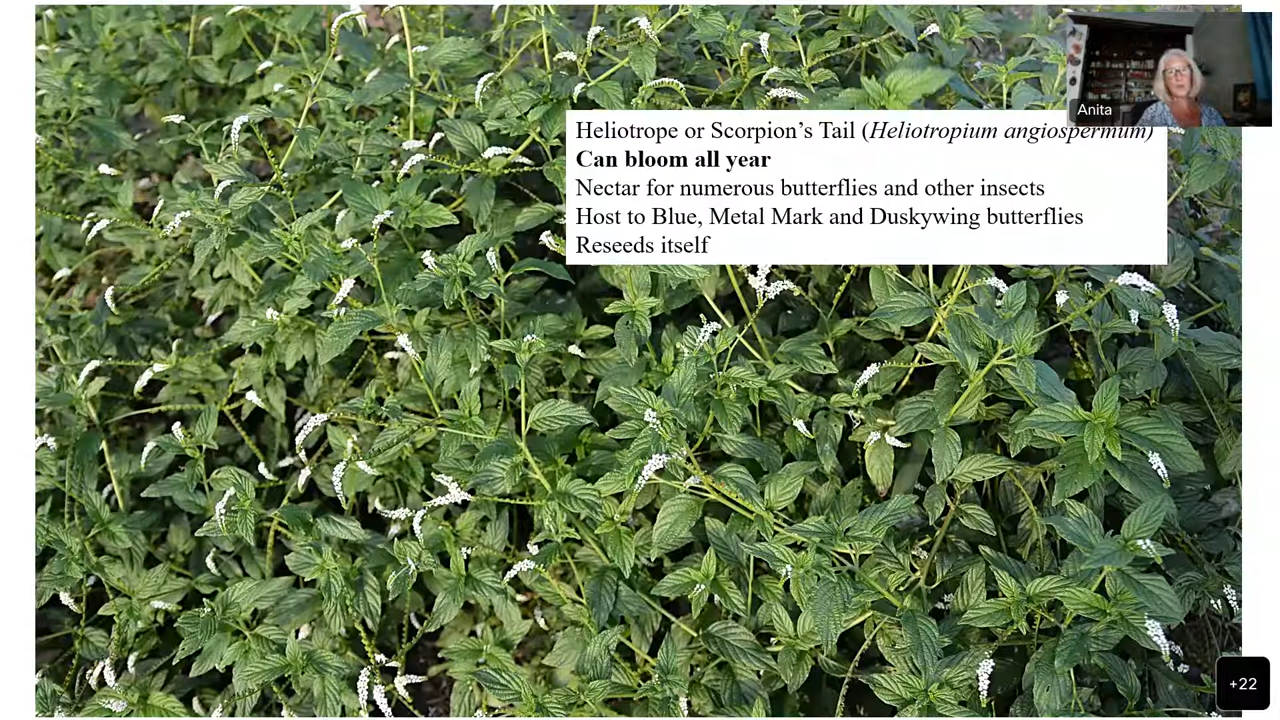 Heliotrope or Scorpion’s Tail (Heliotropium angiospermum)
Can bloom all year
Nectar for numerous butterflies and other insects
Host to Blue, Metal Mark and Duskywing butterflies
Reseeds itself
Anita
+22